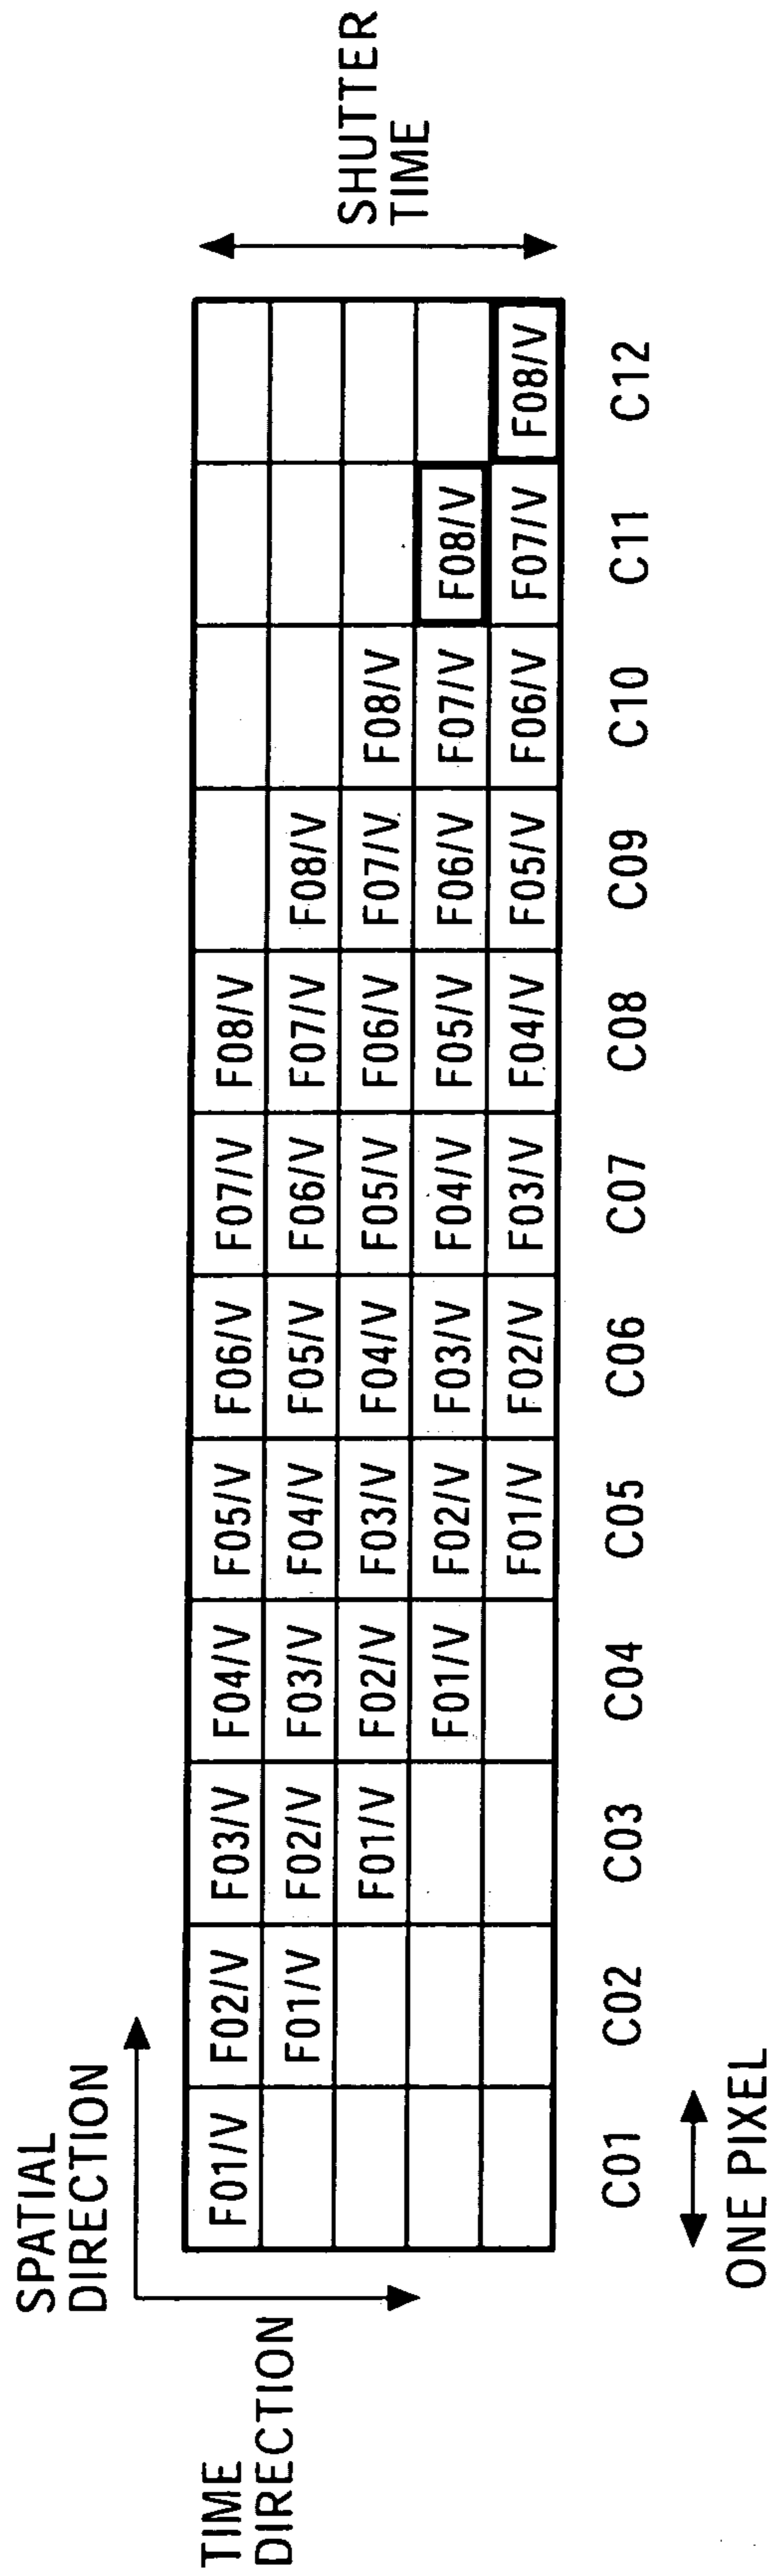 SPATIAL
DIRECTION
TIME
DIRECTION
SHUTTER
TIME
F01/V F02/V F03/V F04/V F05/V F06/V F07/V F08/V
F01/V F02/V F03/V F04/V F05/V F06/V F07/V F08/V
F01/V F02/V F03/V F04/V F05/V F06/V F07/V F08/V
F01/V F02/V F03/V F04/V F05/V F06/V F07/V F08/V
F01/V F02/V F03/V F04/V F05/V F06/V F07/V F08/V
C01 C02 C03 C04 C05 C06 C07 C08 C09 C10 C11 C12
ONE PIXEL